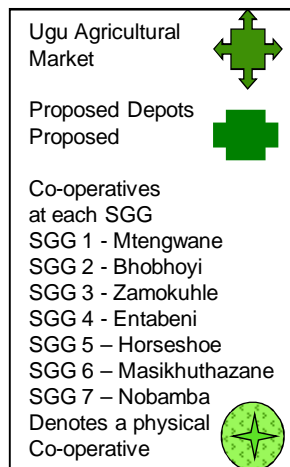 Ugu Agricultural
Market
Proposed Depots
Proposed
Co-operatives
at each SGG
SGG 1 - Mtengwane
SGG 2 - Bhobhoyi
SGG 3 - Zamokuhle
SGG 4 - Entabeni
SGG 5 – Horseshoe
SGG 6 – Masikhuthazane
SGG 7 – Nobamba
Denotes a physical
Co-operative